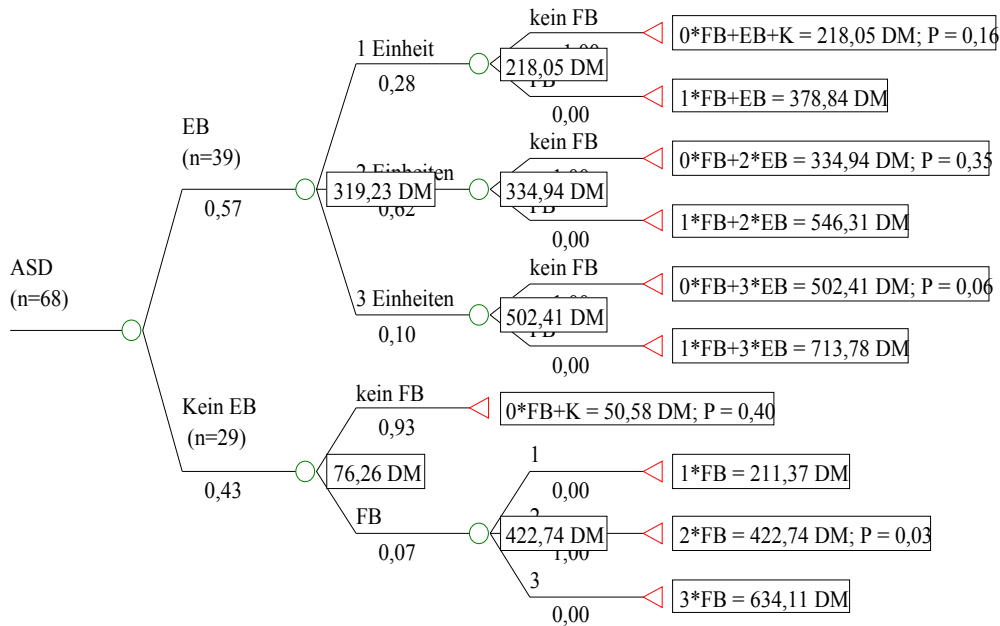 kein FB
0*FB+EB+K = 218,05 DM; P = 0,16
1 Einheit
218,05 DM
0,28
1*FB+EB = 378,84 DM
0,00
EB
(n=39)
kein FB
0*FB+2*EB = 334,94 DM; P = 0,35
319,23 DM
334,94 DM
0,57
0,62
1*FB+2*EB = 546,31 DM
0,00
ASD
(n=68)
kein FB
0*FB+3*EB = 502,41 DM; P = 0,06
3 Einheiten
502,41 DM
0,10
1*FB+3*EB = 713,78 DM
0,00
Kein EB
(n=29)
kein FB
0*FB+K = 50,58 DM; P = 0,40
0,93
76,26 DM
0,43
1
1*FB = 211,37 DM
0,00
FB
422,74 DM
2*FB = 422,74 DM; P = 0,03
0,07
1,00
3
3*FB = 634,11 DM
0,00